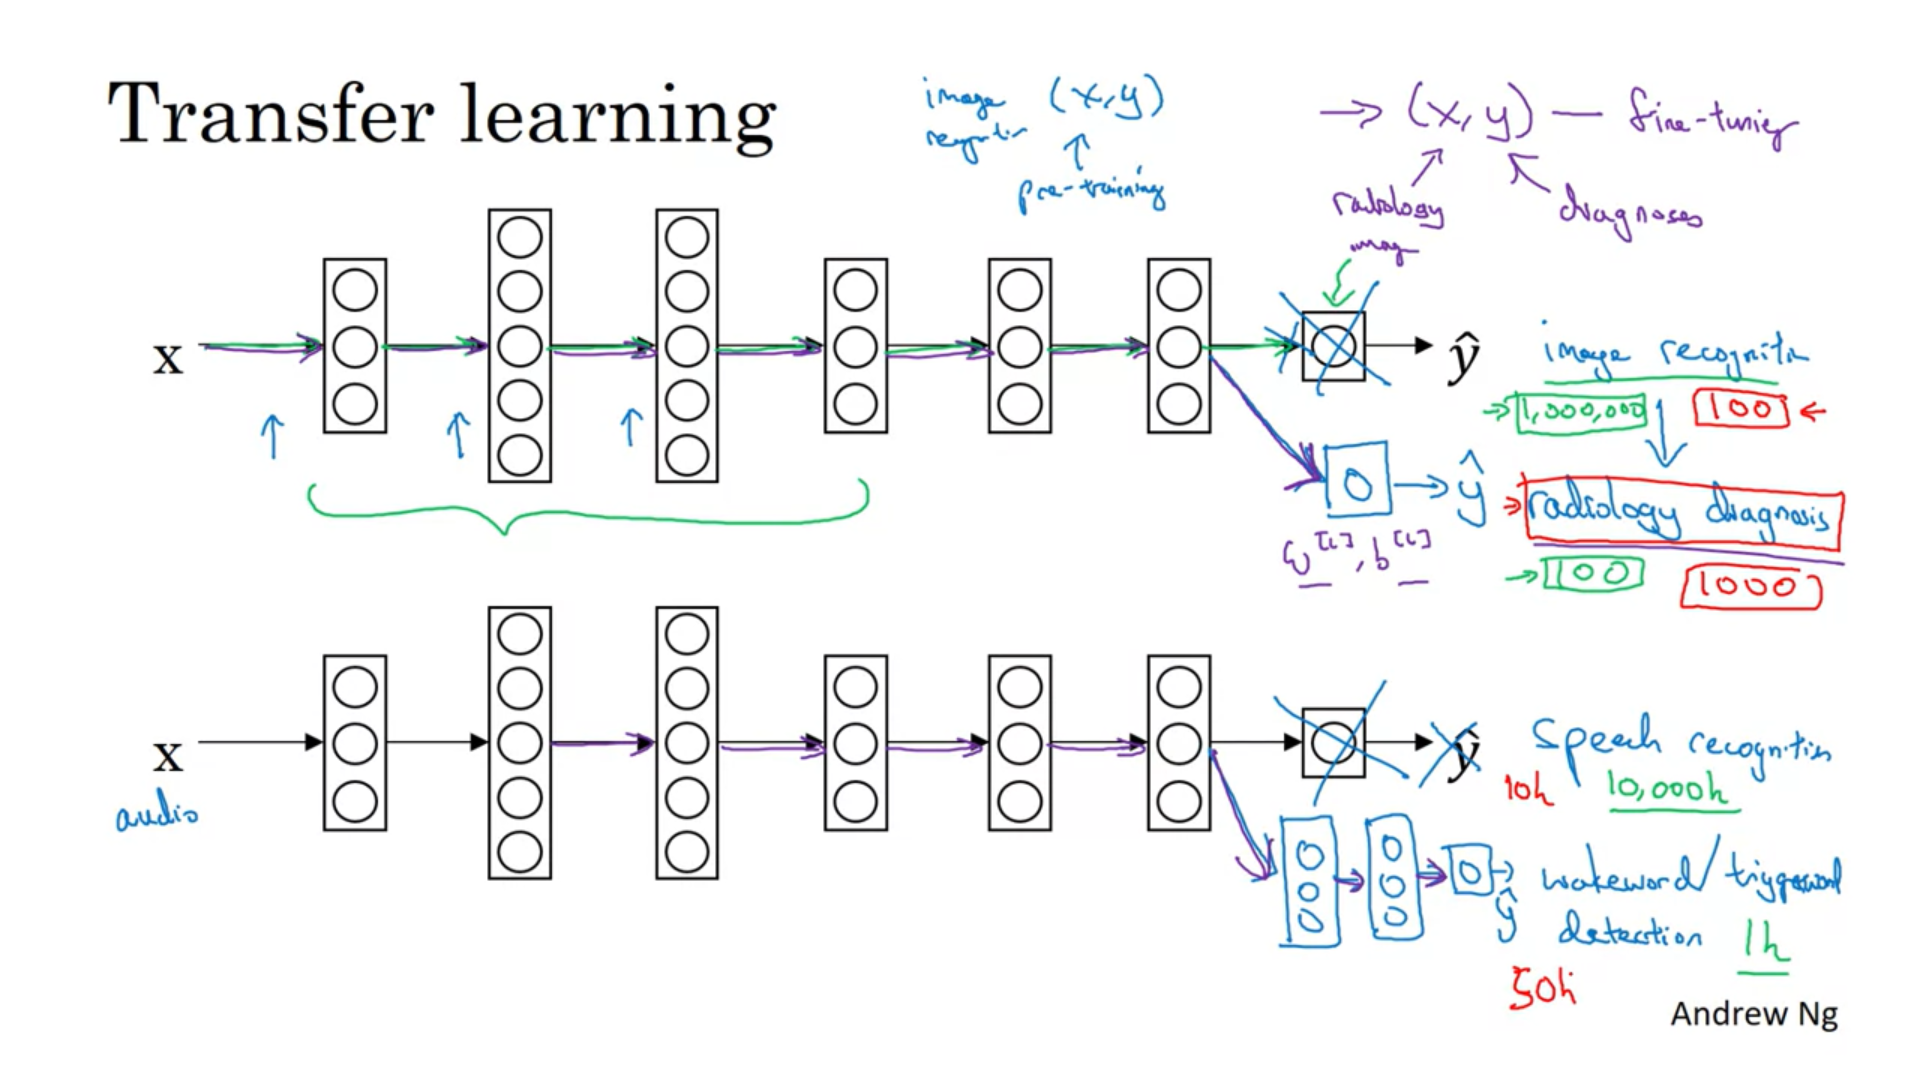 Transfer learning
image (x,y)
recognition
pre-training
→ (x,y) — fine-tuning
radiology
image
diagnoses
x
ŷ
image recognition
1,000,000 100
ŷ
radiology diagnosis
w[L], b[L]
100 1000
x
audio
ŷ
Speech recognition
10h 10,000h
wakeword/triggerword
ŷ
detection 1h
50h
Andrew Ng